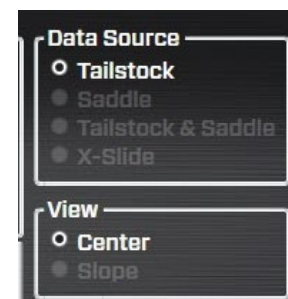 Data Source
Tailstock
Saddle
Tailstock & Saddle
X-Slide
View
Center
Slope